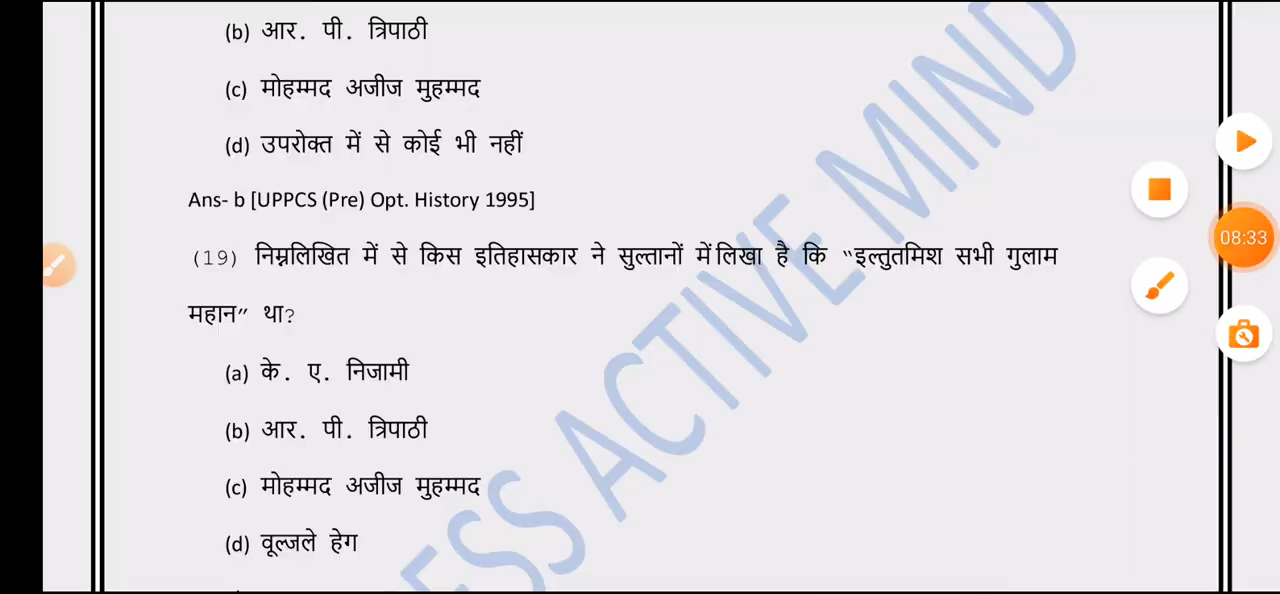 (b) आर. पी. त्रिपाठी
(c) मोहम्मद अजीज मुहम्मद
(d) उपरोक्त में से कोई भी नहीं
Ans- b [UPPCS (Pre) Opt. History 1995]
(19) निम्नलिखित में से किस इतिहासकार ने सुल्तानों में लिखा है कि “इल्तुतमिश सभी गुलाम
महान” था?
(a) के. ए. निजामी
(b) आर. पी. त्रिपाठी
(c) मोहम्मद अजीज मुहम्मद
(d) वूल्जले हेग
ESS ACTIVE MIND
08:33